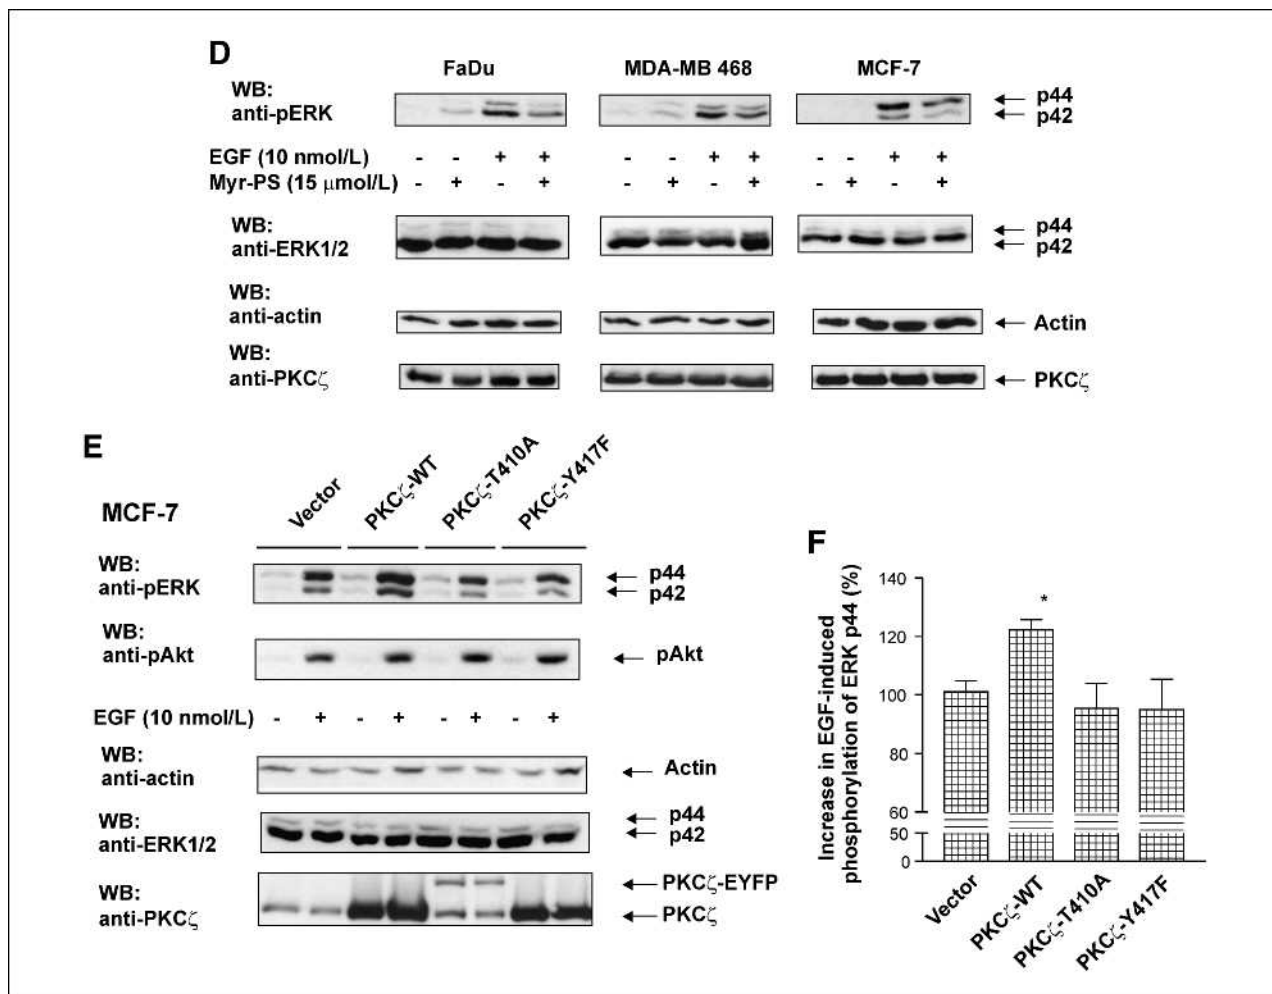 D
FaDu MDA-MB 468 MCF-7
WB:
anti-pERK
p44
p42
EGF (10 nmol/L) - - + + - - + + - - + +
Myr-PS (15 μmol/L) - + - + - + - + - + - +
WB:
anti-ERK1/2
p44
p42
WB:
anti-actin
Actin
WB:
anti-PKCζ
PKCζ
E
MCF-7
Vector
PKCζ-WT
PKCζ-T410A
PKCζ-Y417F
WB:
anti-pERK
p44
p42
WB:
anti-pAkt
pAkt
EGF (10 nmol/L) - + - + - + - +
WB:
anti-actin
Actin
WB:
anti-ERK1/2
p44
p42
WB:
anti-PKCζ
PKCζ-EYFP
PKCζ
F
Increase in EGF-induced
phosphorylation of ERK p44 (%)
140
120
100
80
60
50
0
*
Vector
PKCζ-WT
PKCζ-T410A
PKCζ-Y417F